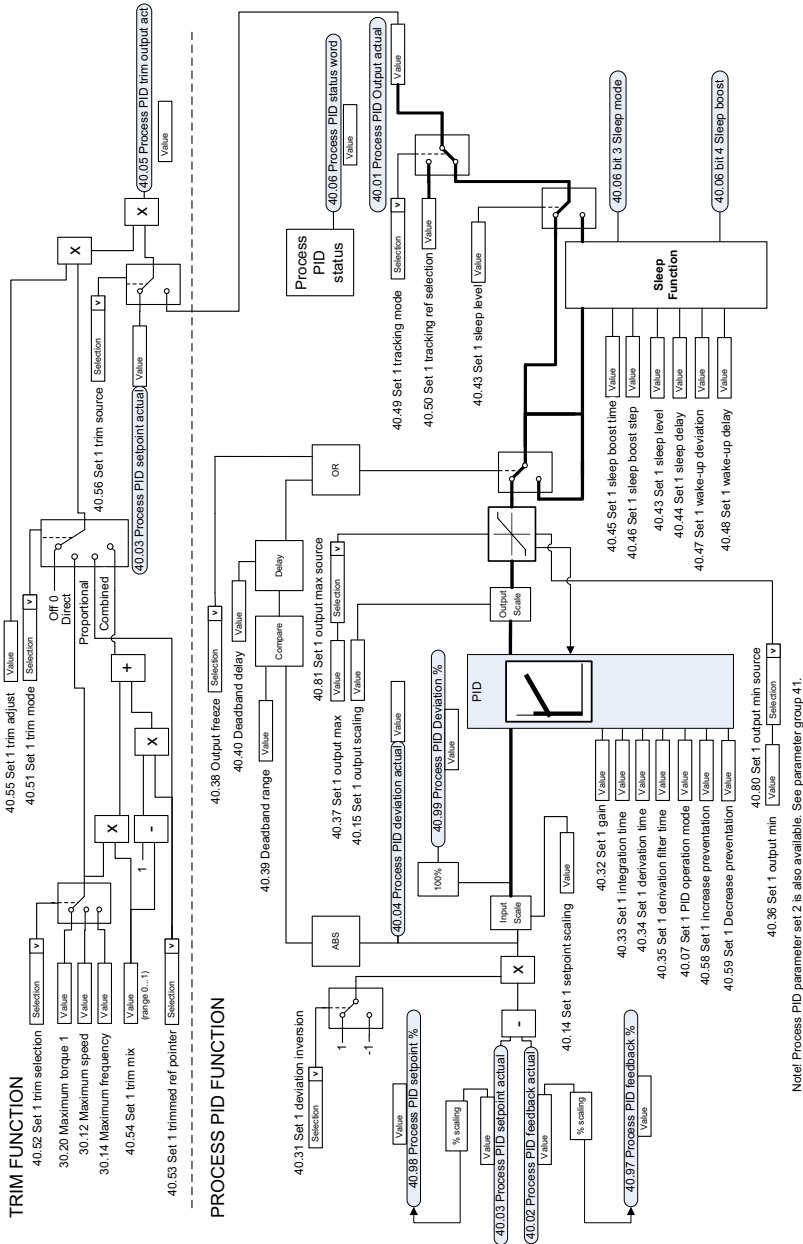 TRIM FUNCTION
40.55 Set 1 trim adjust
Value
40.51 Set 1 trim mode
Selection
v
40.52 Set 1 trim selection
Selection
v
30.20 Maximum torque 1
Value
30.12 Maximum speed
Value
30.14 Maximum frequency
Value
40.54 Set 1 trim mix
Value
(range 0...1)
40.53 Set 1 trimmed ref pointer
Selection
v
X
1
-
X
+
Off 0
Direct
Proportional
Combined
40.56 Set 1 trim source
Selection
v
40.03 Process PID setpoint actual
Value
X
X
40.05 Process PID trim output act
Value
PROCESS PID FUNCTION
40.38 Output freeze
Selection
v
40.40 Deadband delay
Value
40.39 Deadband range
Value
Compare
Delay
OR
ABS
40.31 Set 1 deviation inversion
Selection
v
1
-1
40.04 Process PID deviation actual
Value
40.37 Set 1 output max
Value
40.81 Set 1 output max source
Selection
v
40.15 Set 1 output scaling
Value
40.99 Process PID Deviation %
Value
100%
40.98 Process PID setpoint %
Value
% scaling
40.03 Process PID setpoint actual
Value
40.02 Process PID feedback actual
Value
% scaling
40.97 Process PID feedback %
Value
-
X
Input
Scale
40.14 Set 1 setpoint scaling
Value
PID
Output
Scale
40.32 Set 1 gain
Value
40.33 Set 1 integration time
Value
40.34 Set 1 derivation time
Value
40.35 Set 1 derivation filter time
Value
40.07 Set 1 PID operation mode
Value
40.58 Set 1 increase preventation
Value
40.59 Set 1 Decrease preventation
Value
40.36 Set 1 output min
Value
40.80 Set 1 output min source
Selection
v
Process
PID
status
40.06 Process PID status word
Value
40.49 Set 1 tracking mode
Selection
v
40.50 Set 1 tracking ref selection
Value
40.01 Process PID Output actual
Value
40.43 Set 1 sleep level
Value
40.45 Set 1 sleep boost time
Value
40.46 Set 1 sleep boost step
Value
40.43 Set 1 sleep level
Value
40.44 Set 1 sleep delay
Value
40.47 Set 1 wake-up deviation
Value
40.48 Set 1 wake-up delay
Value
Sleep
Function
40.06 bit 3 Sleep mode
40.06 bit 4 Sleep boost
Note! Process PID parameter set 2 is also available. See parameter group 41.